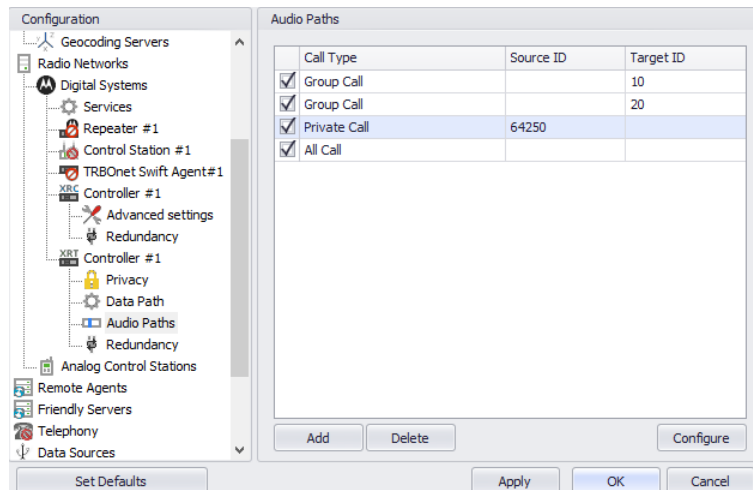 Configuration
Geocoding Servers
Radio Networks
Digital Systems
Services
Repeater #1
Control Station #1
TRBOnet Swift Agent#1
XRC Controller #1
Advanced settings
Redundancy
XRT Controller #1
Privacy
Data Path
Audio Paths
Redundancy
Analog Control Stations
Remote Agents
Friendly Servers
Telephony
Data Sources
Set Defaults
Audio Paths
Call Type Source ID Target ID
Group Call 10
Group Call 20
Private Call 64250
All Call
Add Delete Configure
Apply OK Cancel